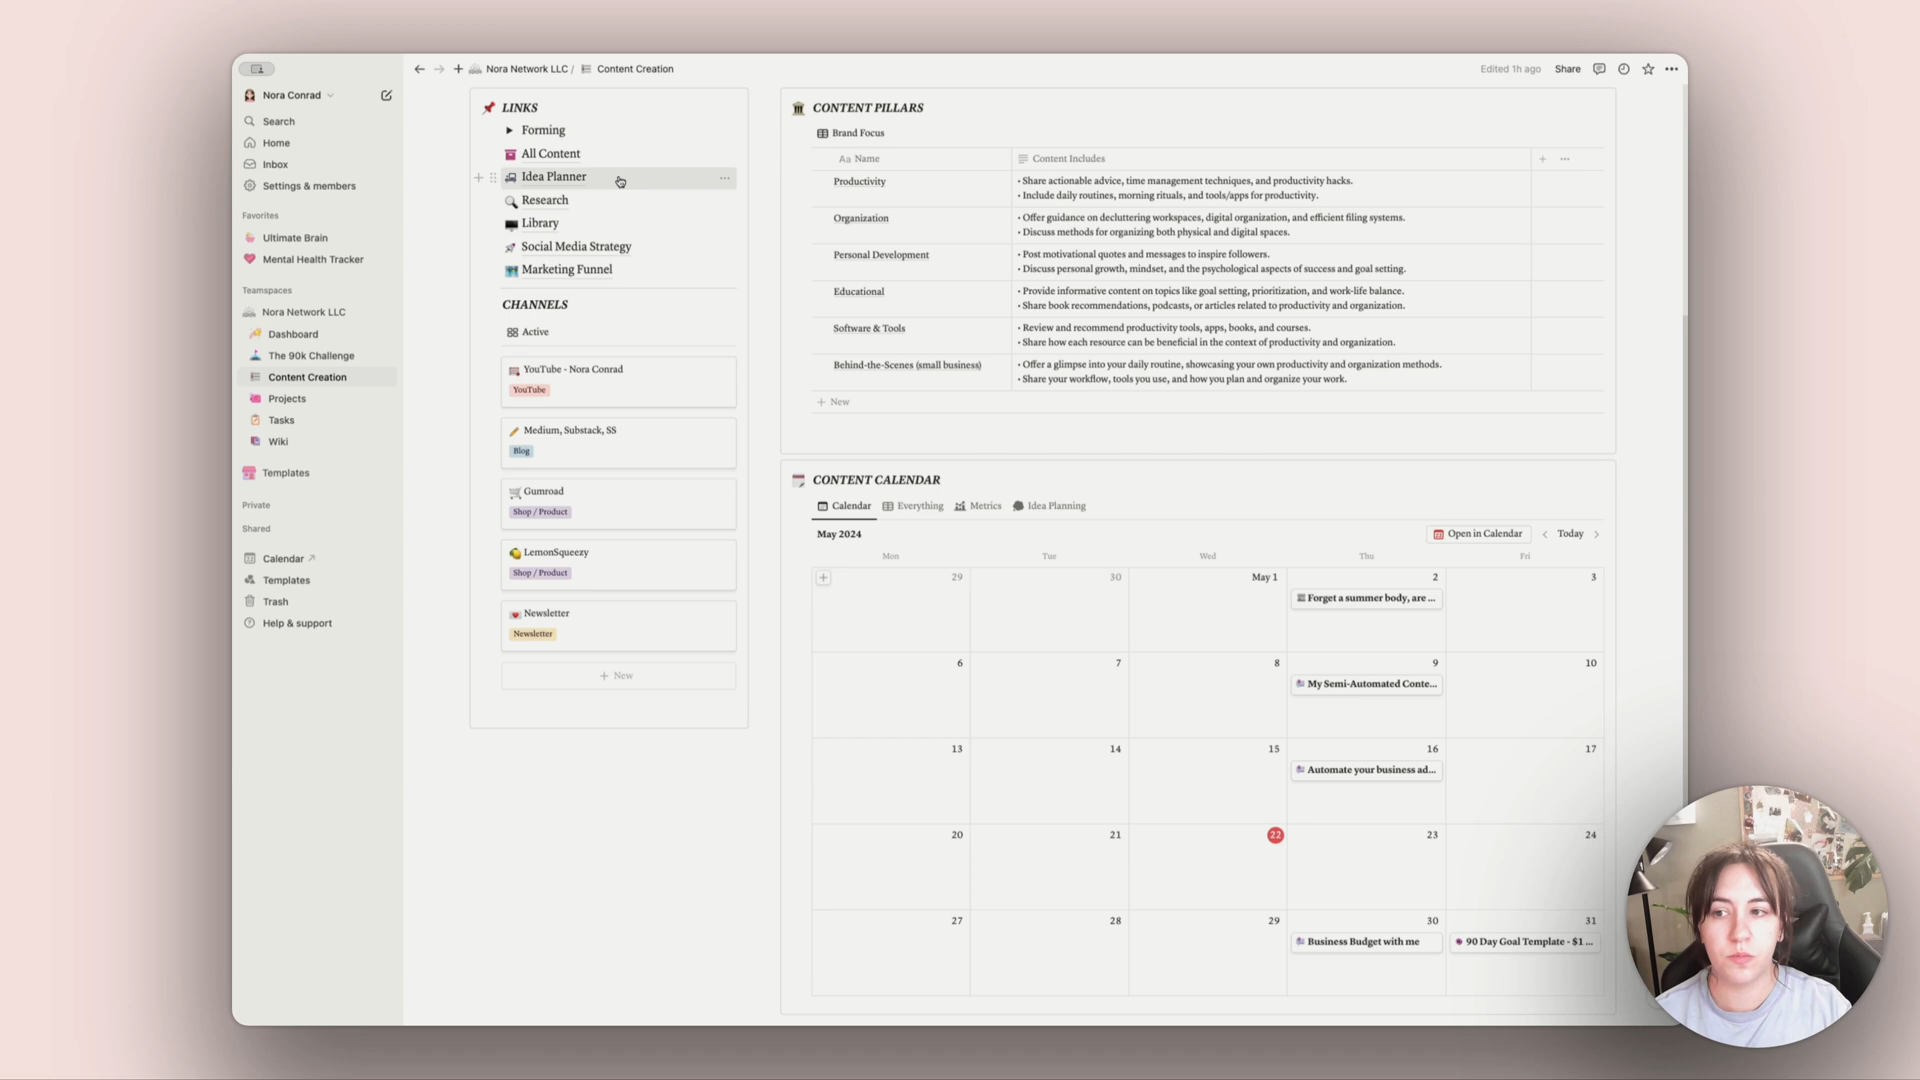 Nora Network LLC / Content Creation
Edited 1h ago Share
Nora Conrad
Search
Home
Inbox
Settings & members
Favorites
Ultimate Brain
Mental Health Tracker
Teamspaces
Nora Network LLC
Dashboard
The 90k Challenge
Content Creation
Projects
Tasks
Wiki
Templates
Private
Shared
Calendar ↗
Templates
Trash
Help & support
LINKS
Forming
All Content
Idea Planner
Research
Library
Social Media Strategy
Marketing Funnel
CHANNELS
Active
YouTube - Nora Conrad
YouTube
Medium, Substack, SS
Blog
Gumroad
Shop / Product
LemonSqueezy
Shop / Product
Newsletter
Newsletter
+ New
CONTENT PILLARS
Brand Focus
Aa Name Content Includes
Productivity
• Share actionable advice, time management techniques, and productivity hacks.
• Include daily routines, morning rituals, and tools/apps for productivity.
Organization
• Offer guidance on decluttering workspaces, digital organization, and efficient filing systems.
• Discuss methods for organizing both physical and digital spaces.
Personal Development
• Post motivational quotes and messages to inspire followers.
• Discuss personal growth, mindset, and the psychological aspects of success and goal setting.
Educational
• Provide informative content on topics like goal setting, prioritization, and work-life balance.
• Share book recommendations, podcasts, or articles related to productivity and organization.
Software & Tools
• Review and recommend productivity tools, apps, books, and courses.
• Share how each resource can be beneficial in the context of productivity and organization.
Behind-the-Scenes (small business)
• Offer a glimpse into your daily routine, showcasing your own productivity and organization methods.
• Share your workflow, tools you use, and how you plan and organize your work.
+ New
CONTENT CALENDAR
Calendar Everything Metrics Idea Planning
May 2024 Open in Calendar Today
Mon Tue Wed Thu Fri
29 30 May 1 2 3
Forget a summer body, are ...
6 7 8 9 10
My Semi-Automated Conte...
13 14 15 16 17
Automate your business ad...
20 21 22 23 24
27 28 29 30 31
Business Budget with me 90 Day Goal Template - $1 ...